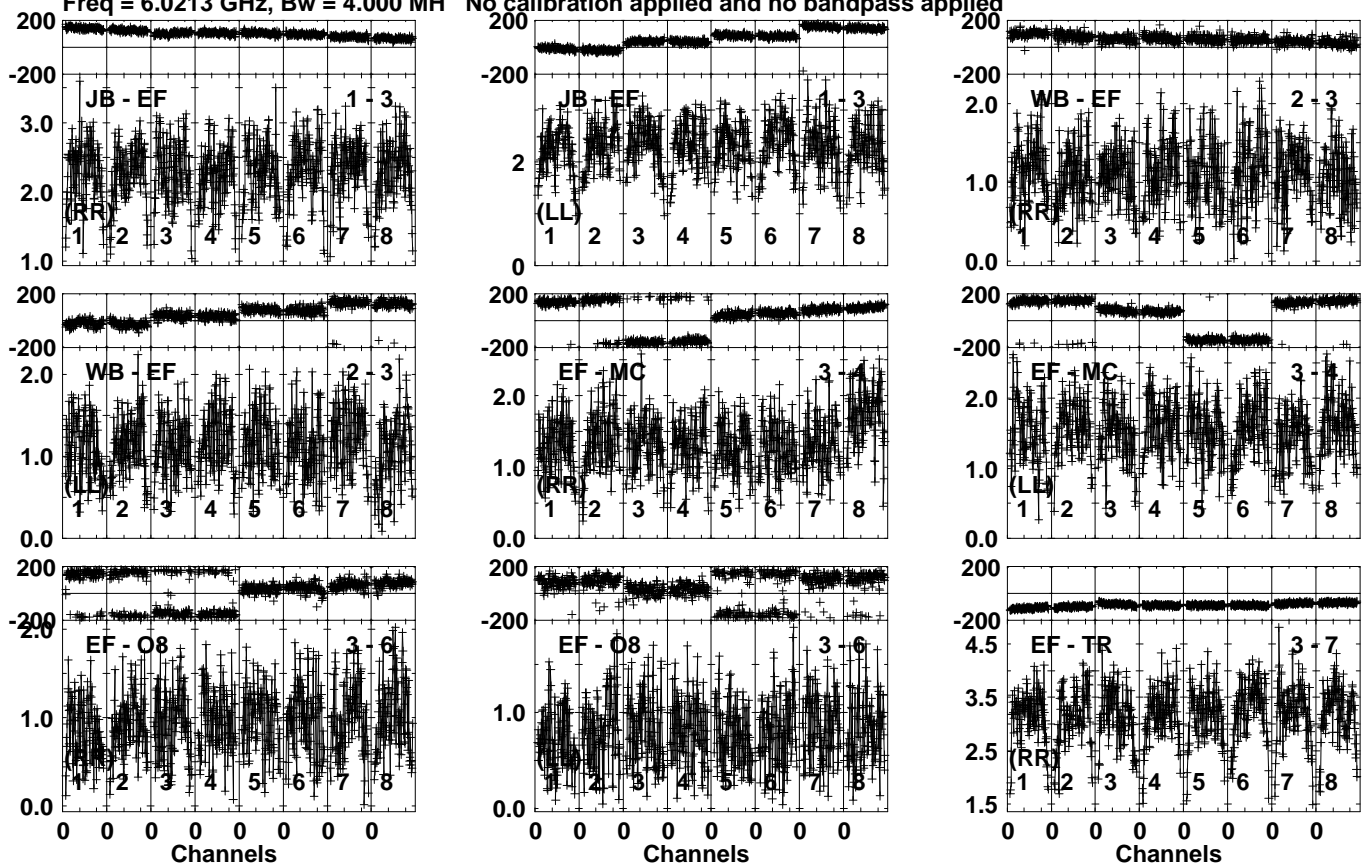 Freq = 6.0213 GHz, Bw = 4.000 MH No calibration applied and no bandpass applied
200 200 200
-200 -200 -200
JB - EF 1 - 3 JB - EF 1 - 3 WB - EF 2 - 3
3.0 2 2.0
2.0 1.0
(RR) (LL) (RR)
1 2 3 4 5 6 7 8 1 2 3 4 5 6 7 8 1 2 3 4 5 6 7 8
1.0 0 0.0
200 200 200
-200 -200 -200
WB - EF 2 - 3 EF - MC 3 - 4 EF - MC 3 - 4
2.0 2.0 2.0
1.0 1.0 1.0
(LL) (RR) (LL)
1 2 3 4 5 6 7 8 1 2 3 4 5 6 7 8 1 2 3 4 5 6 7 8
0.0 0.0 0.0
200 200 200
-200 -200 -200
2.0
EF - O8 3 - 6 EF - O8 3 - 6 EF - TR 3 - 7
4.5
1.0 1.0 3.5
2.5
(RR) (LL) (RR)
1 2 3 4 5 6 7 8 1 2 3 4 5 6 7 8 1 2 3 4 5 6 7 8
0.0 0.0 1.5
0 0 0 0 0 0 0 0 0 0 0 0 0 0 0 0 0 0 0 0 0 0 0 0
Channels Channels Channels